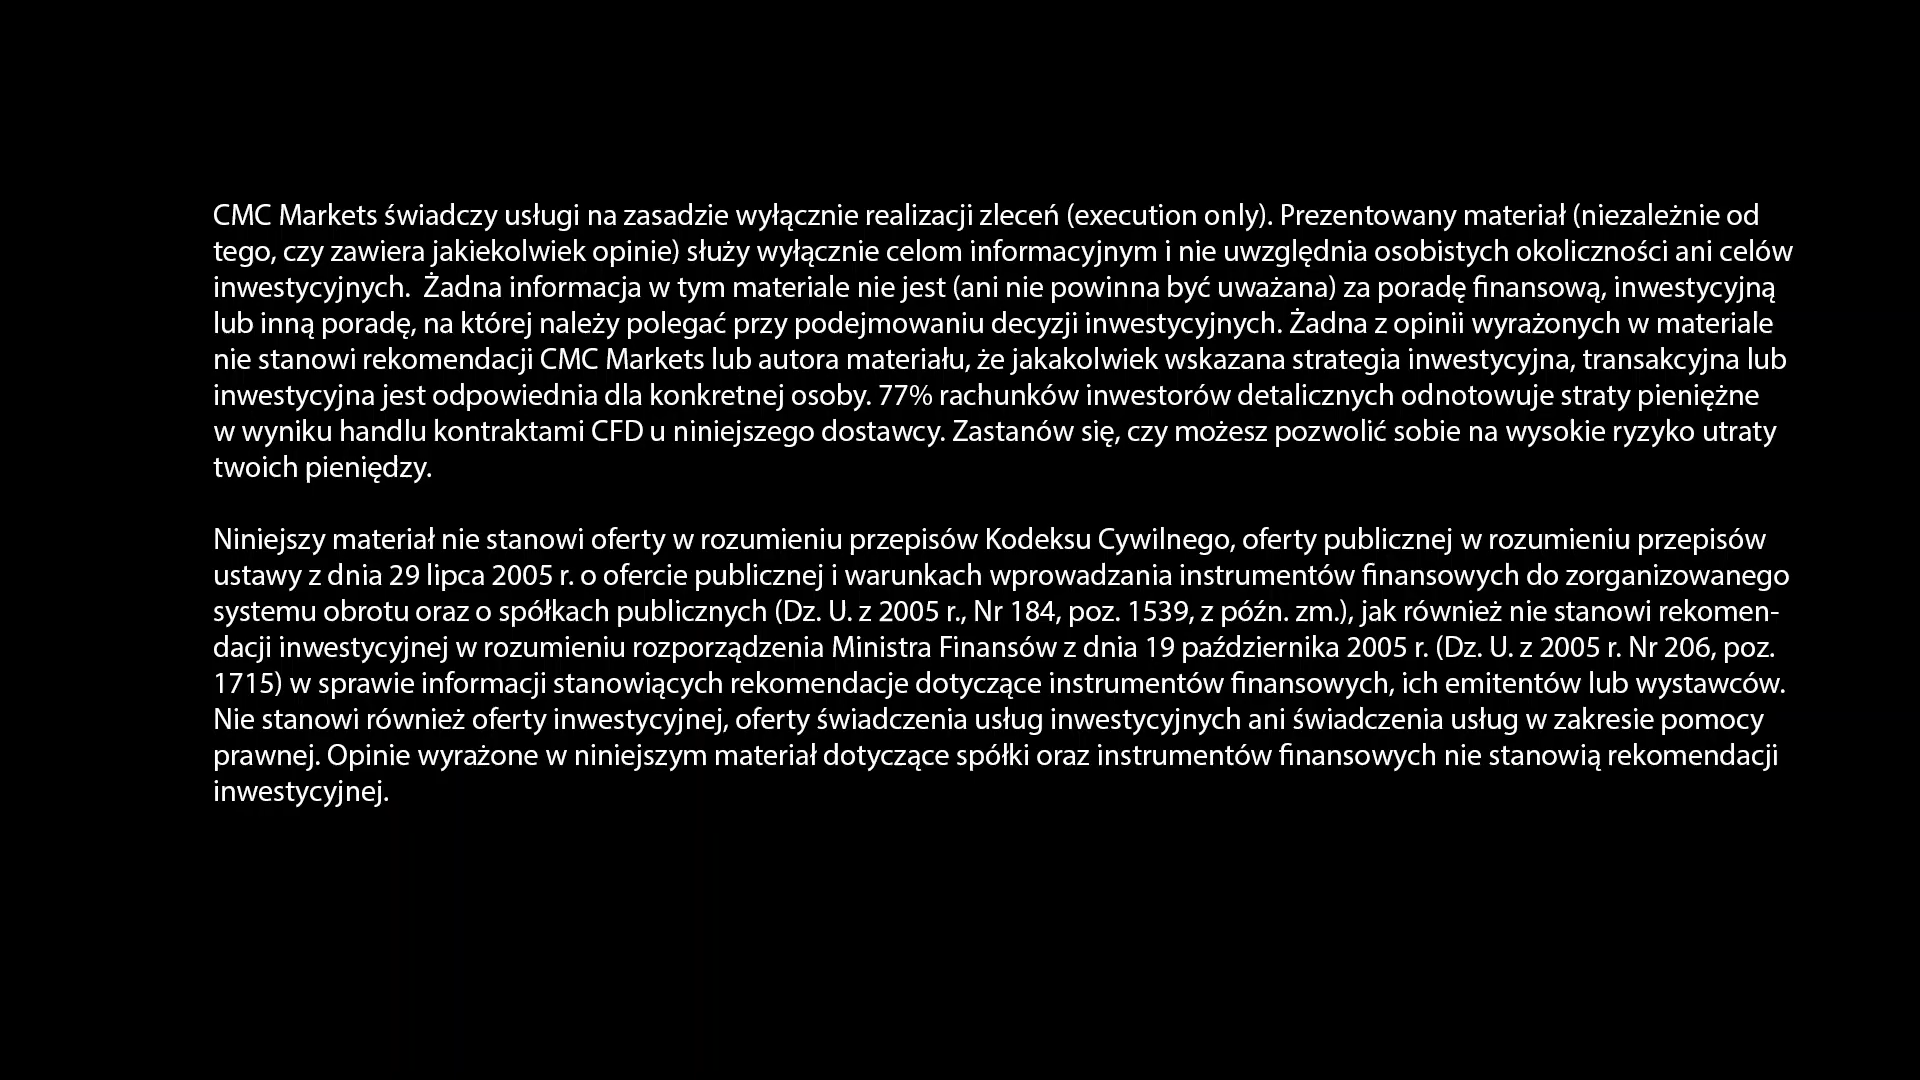 CMC Markets świadczy usługi na zasadzie wyłącznie realizacji zleceń (execution only). Prezentowany materiał (niezależnie od
tego, czy zawiera jakiekolwiek opinie) służy wyłącznie celom informacyjnym i nie uwzględnia osobistych okoliczności ani celów
inwestycyjnych.  Żadna informacja w tym materiale nie jest (ani nie powinna być uważana) za poradę finansową, inwestycyjną
lub inną poradę, na której należy polegać przy podejmowaniu decyzji inwestycyjnych. Żadna z opinii wyrażonych w materiale
nie stanowi rekomendacji CMC Markets lub autora materiału, że jakakolwiek wskazana strategia inwestycyjna, transakcyjna lub
inwestycyjna jest odpowiednia dla konkretnej osoby. 77% rachunków inwestorów detalicznych odnotowuje straty pieniężne
w wyniku handlu kontraktami CFD u niniejszego dostawcy. Zastanów się, czy możesz pozwolić sobie na wysokie ryzyko utraty
twoich pieniędzy.

Niniejszy materiał nie stanowi oferty w rozumieniu przepisów Kodeksu Cywilnego, oferty publicznej w rozumieniu przepisów
ustawy z dnia 29 lipca 2005 r. o ofercie publicznej i warunkach wprowadzania instrumentów finansowych do zorganizowanego
systemu obrotu oraz o spółkach publicznych (Dz. U. z 2005 r., Nr 184, poz. 1539, z późn. zm.), jak również nie stanowi rekomen-
dacji inwestycyjnej w rozumieniu rozporządzenia Ministra Finansów z dnia 19 października 2005 r. (Dz. U. z 2005 r. Nr 206, poz.
1715) w sprawie informacji stanowiących rekomendacje dotyczące instrumentów finansowych, ich emitentów lub wystawców.
Nie stanowi również oferty inwestycyjnej, oferty świadczenia usług inwestycyjnych ani świadczenia usług w zakresie pomocy
prawnej. Opinie wyrażone w niniejszym materiał dotyczące spółki oraz instrumentów finansowych nie stanowią rekomendacji
inwestycyjnej.